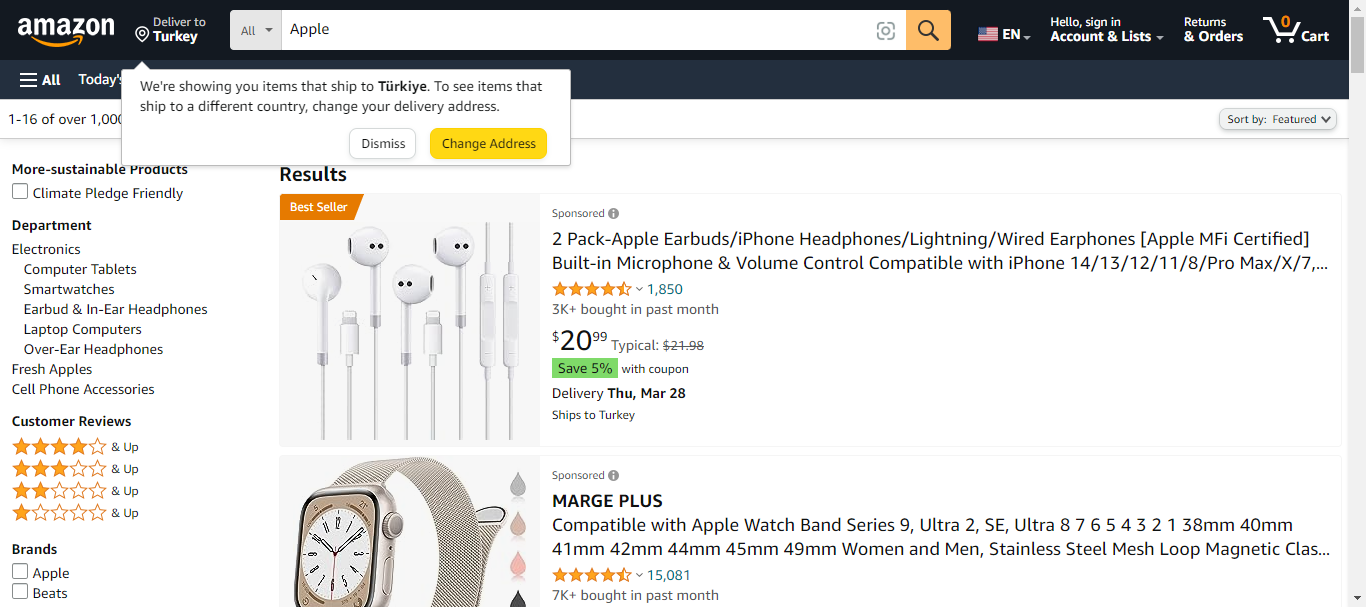 amazon
Deliver to
Turkey
All
Apple
EN
Hello, sign in
Account & Lists
Returns
& Orders
0
Cart
All
Today's
We're showing you items that ship to Türkiye. To see items that
ship to a different country, change your delivery address.
Dismiss
Change Address
1-16 of over 1,000
Sort by: Featured
More-sustainable Products
Climate Pledge Friendly
Department
Electronics
Computer Tablets
Smartwatches
Earbud & In-Ear Headphones
Laptop Computers
Over-Ear Headphones
Fresh Apples
Cell Phone Accessories
Customer Reviews
& Up
& Up
& Up
& Up
Brands
Apple
Beats
Results
Best Seller
Sponsored
2 Pack-Apple Earbuds/iPhone Headphones/Lightning/Wired Earphones [Apple MFi Certified]
Built-in Microphone & Volume Control Compatible with iPhone 14/13/12/11/8/Pro Max/X/7,...
1,850
3K+ bought in past month
$2099 Typical: $21.98
Save 5% with coupon
Delivery Thu, Mar 28
Ships to Turkey
Sponsored
MARGE PLUS
Compatible with Apple Watch Band Series 9, Ultra 2, SE, Ultra 8 7 6 5 4 3 2 1 38mm 40mm
41mm 42mm 44mm 45mm 49mm Women and Men, Stainless Steel Mesh Loop Magnetic Clas...
15,081
7K+ bought in past month